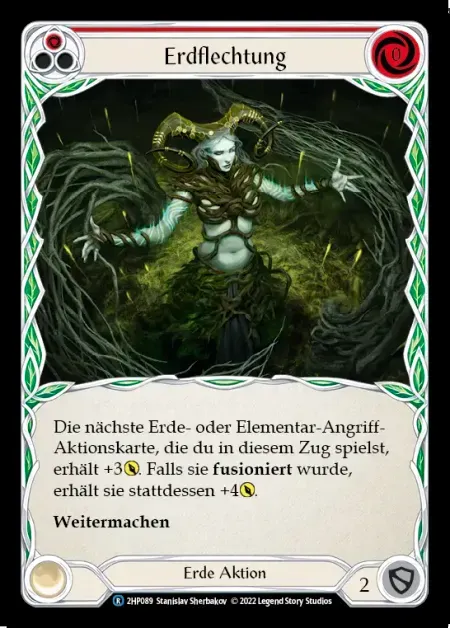 Erdflechtung
0
Die nächste Erde- oder Elementar-Angriff-
Aktionskarte, die du in diesem Zug spielst,
erhält +3. Falls sie fusioniert wurde,
erhält sie stattdessen +4.
Weitermachen
Erde Aktion
2
R 2HP089 Stanislav Sherbakov © 2022 Legend Story Studios